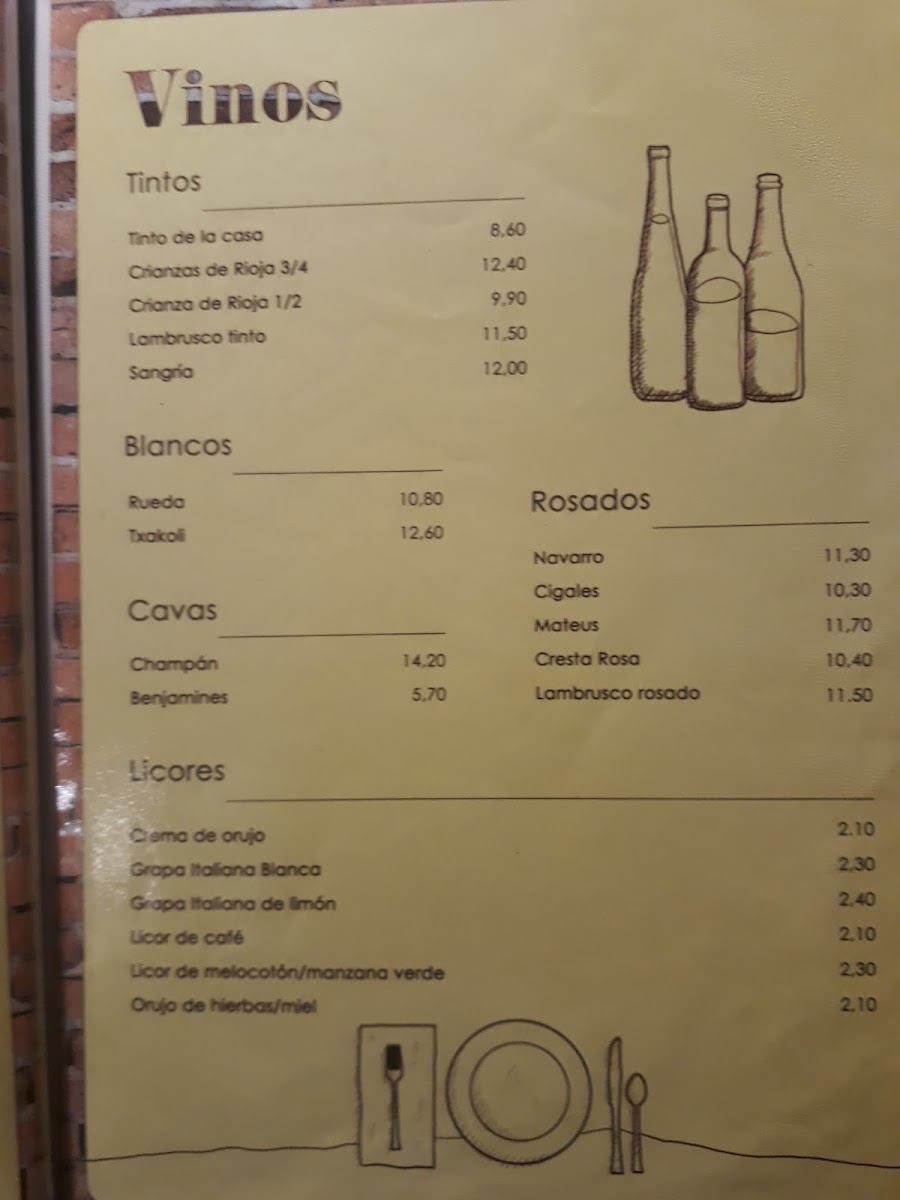 Vinos
Tintos
Tinto de la casa 8,60
Crianzas de Rioja 3/4 12,40
Crianza de Rioja 1/2 9,90
Lambrusco tinto 11,50
Sangría 12,00
Blancos
Rueda 10,80
Txakoli 12,60
Cavas
Champán 14,20
Benjamines 5,70
Rosados
Navarro 11,30
Cigales 10,30
Mateus 11,70
Cresta Rosa 10,40
Lambrusco rosado 11.50
Licores
Crema de orujo 2.10
Grapa Italiana Blanca 2,30
Grapa Italiana de limón 2,40
Licor de café 2,10
Licor de melocotón/manzana verde 2,30
Orujo de hierbas/miel 2,10